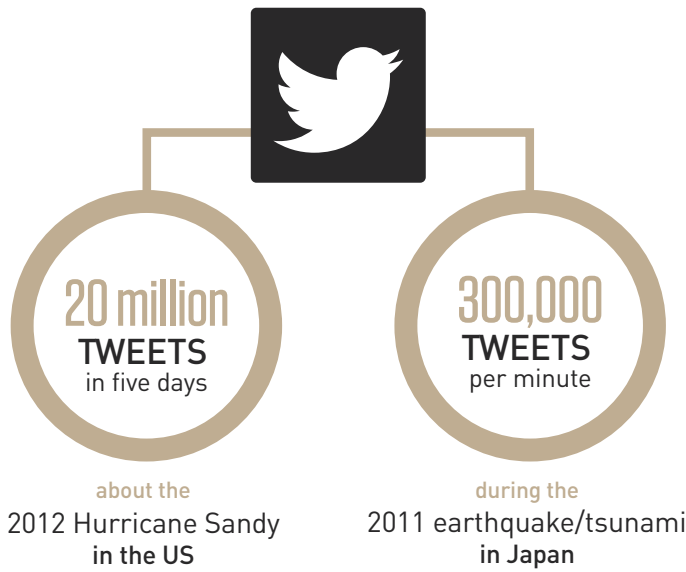 20 million
TWEETS
in five days
about the
2012 Hurricane Sandy
in the US
300,000
TWEETS
per minute
during the
2011 earthquake/tsunami
in Japan